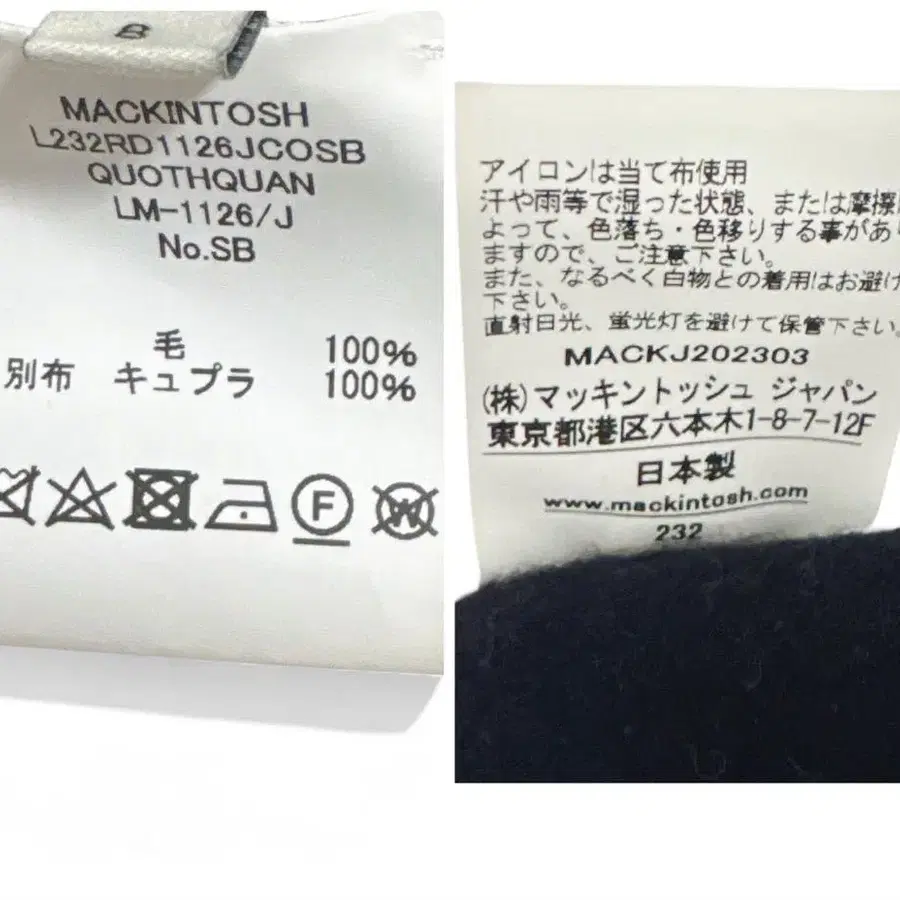 B
MACKINTOSH
L232RD1126JCOSB
QUOTHQUAN
LM-1126/J
No.SB
毛 100%
別布 キュプラ 100%
F
W
アイロンは当て布使用
汗や雨等で湿った状態、または摩擦に
よって、色落ち・色移りする事があり
ますので、ご注意下さい。
また、なるべく白物との着用はお避け
下さい。
直射日光、蛍光灯を避けて保管下さい。
MACKJ202303
(株)マッキントッシュ ジャパン
東京都港区六本木1-8-7-12F
日本製
www.mackintosh.com
232